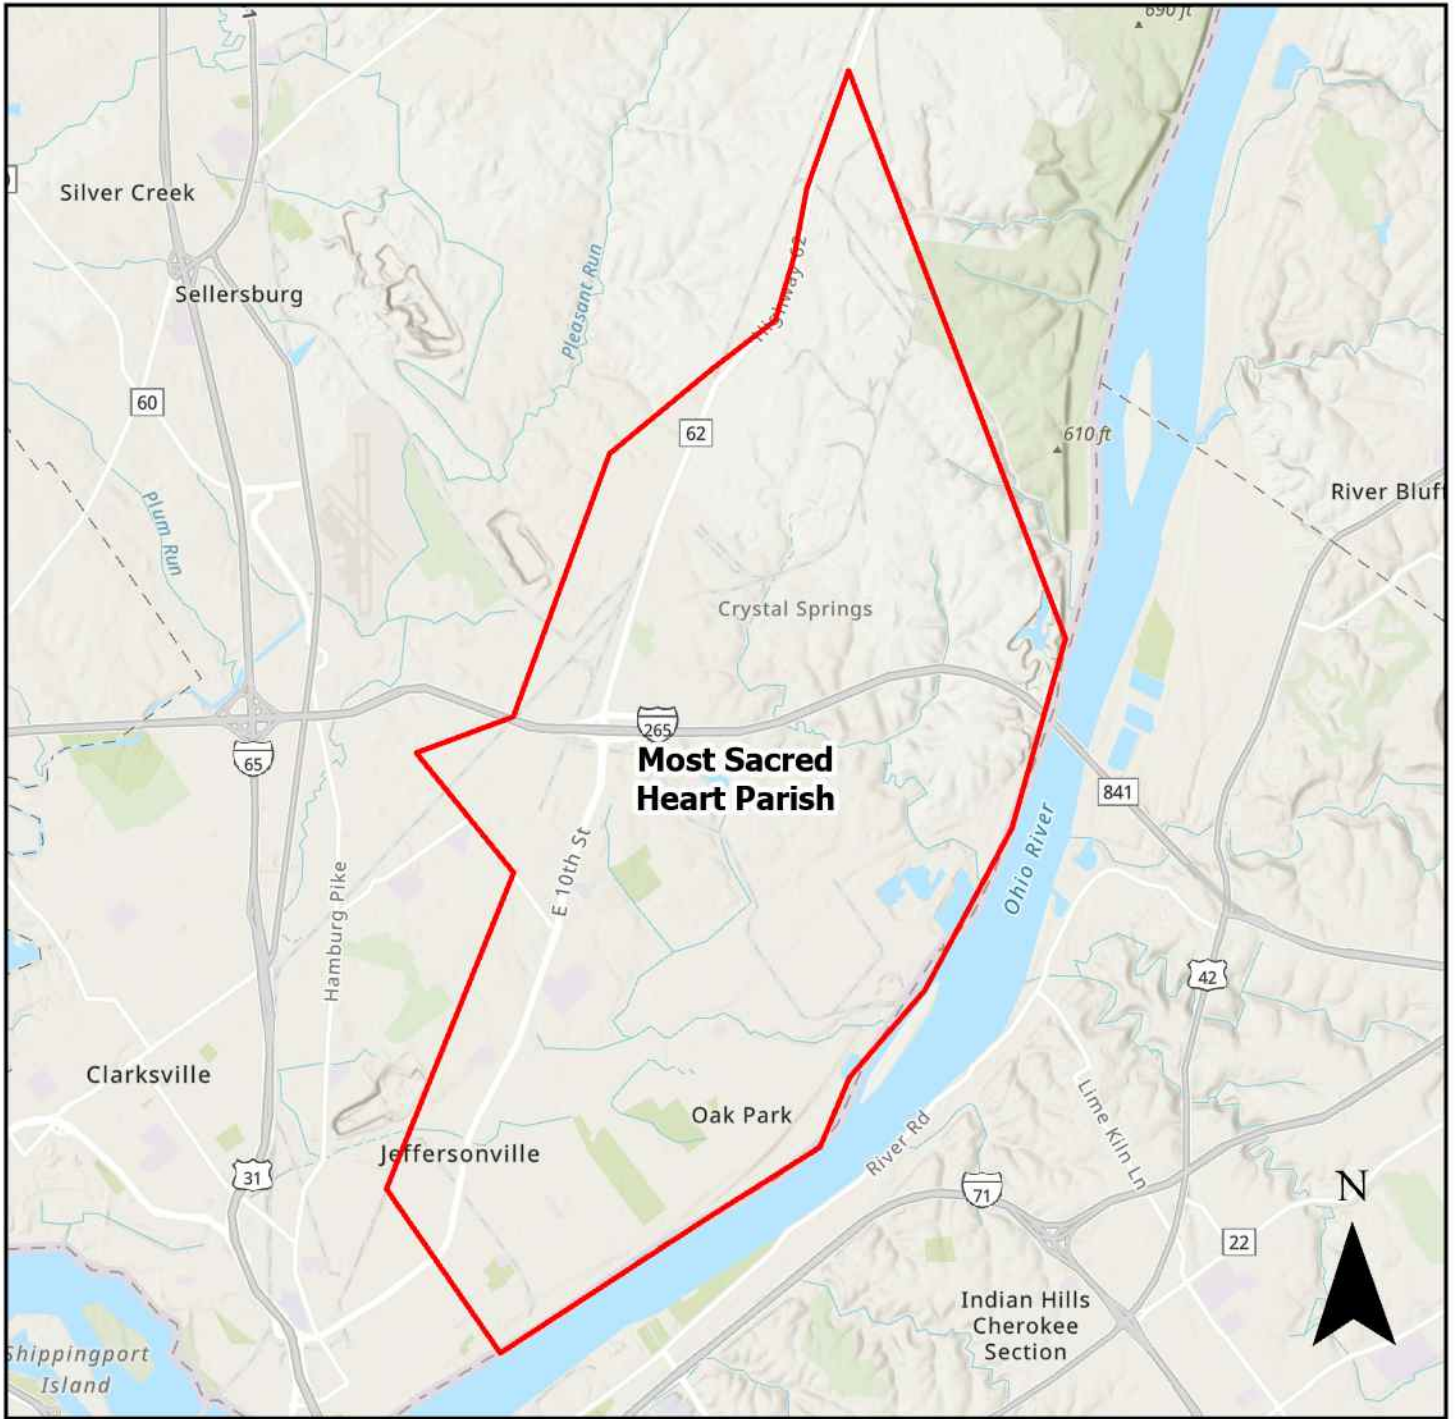 690 ft
Silver Creek
Sellersburg
Pleasant Run
Highway 62
60
62
610 ft
River Bluff
Plum Run
Crystal Springs
265
65
Most Sacred
Heart Parish
841
Ohio River
E 10th St
Hamburg Pike
42
Clarksville
Oak Park
Lime Kiln Ln
River Rd
Jeffersonville
31
71
N
22
Indian Hills
Cherokee
Section
Shippingport
Island